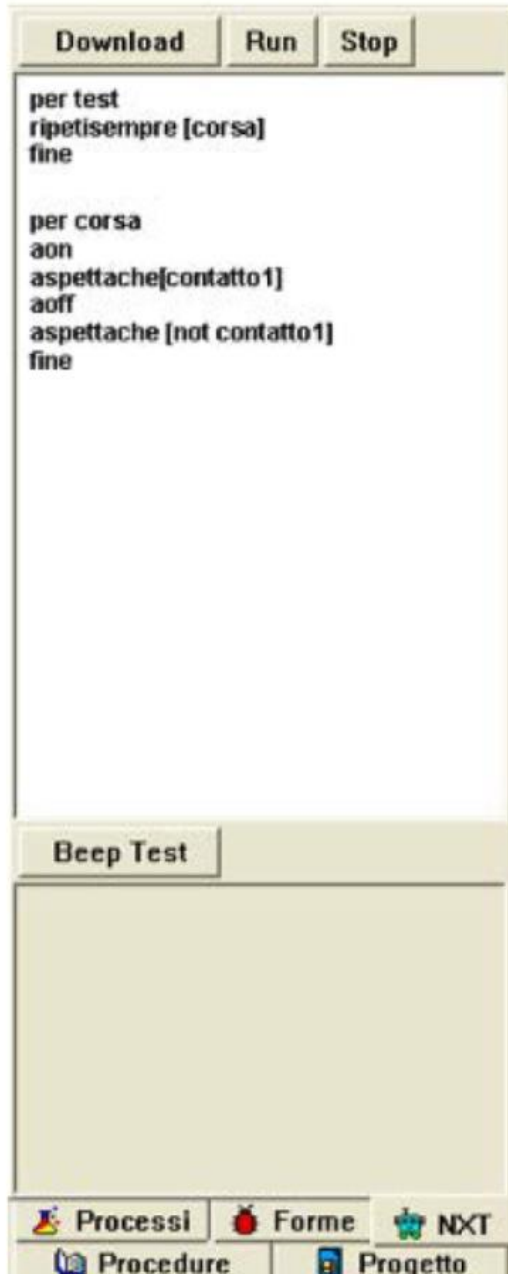 Download Run Stop
per test
ripetisempre [corsa]
fine
per corsa
aon
aspettache[contatto1]
aoff
aspettache [not contatto1]
fine
Beep Test
Processi Forme NXT
Procedure Progetto